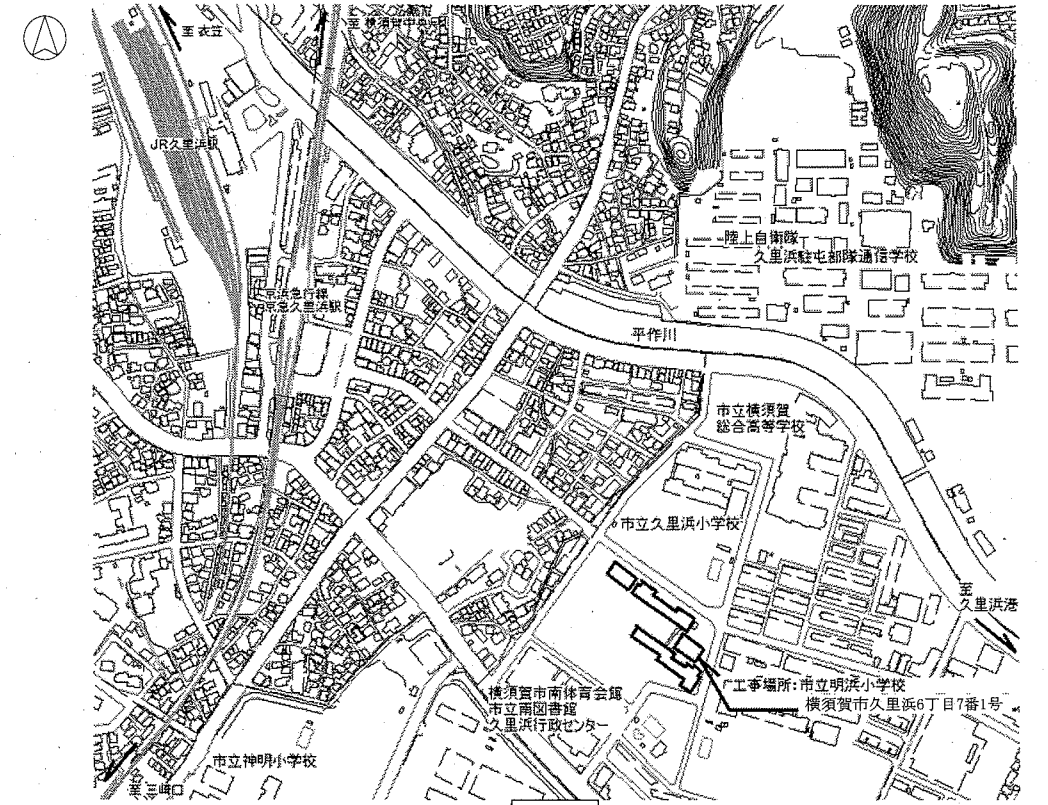 至 衣笠
至 横須賀中央
JR久里浜駅
陸上自衛隊
久里浜駐屯部隊通信学校
京浜急行線
京急久里浜駅
平作川
市立横須賀
総合高等学校
市立久里浜小学校
至
久里浜港
工事場所:市立明浜小学校
横須賀市久里浜6丁目7番1号
横須賀市南体育会館
市立南図書館
久里浜行政センター
市立神明小学校
至 三崎口